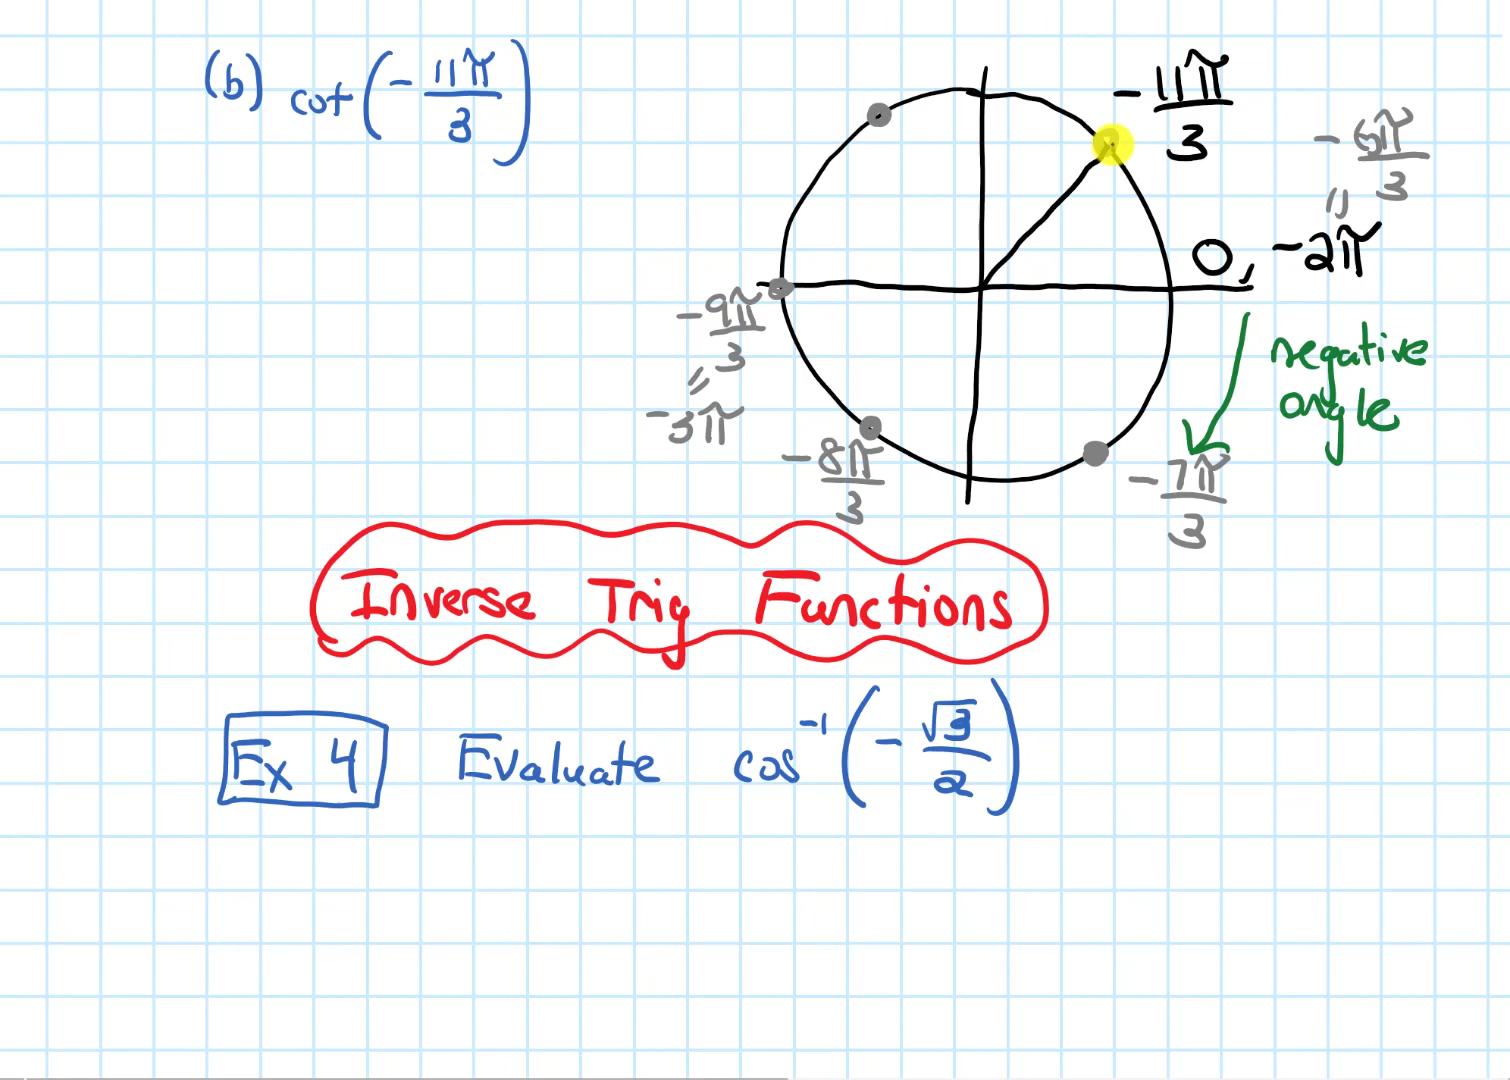 (b) cot(-11π/3)
-11π/3
-6π/3
=
0, -2π
-9π/3
=
-3π
negative
angle
-8π/3
-7π/3
Inverse Trig Functions
Ex 4 Evaluate cos⁻¹(-√3/2)